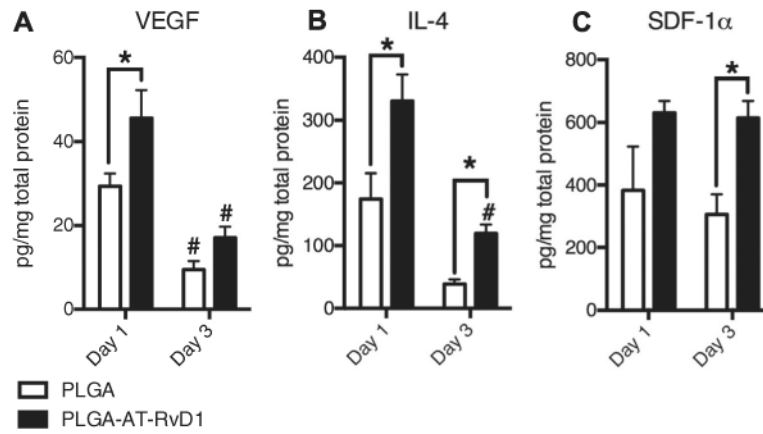 A VEGF
pg/mg total protein
60
40
20
0
*
#
#
Day 1
Day 3
B IL-4
pg/mg total protein
400
300
200
100
0
*
*
#
Day 1
Day 3
C SDF-1α
pg/mg total protein
800
600
400
200
0
*
Day 1
Day 3
PLGA
PLGA-AT-RvD1